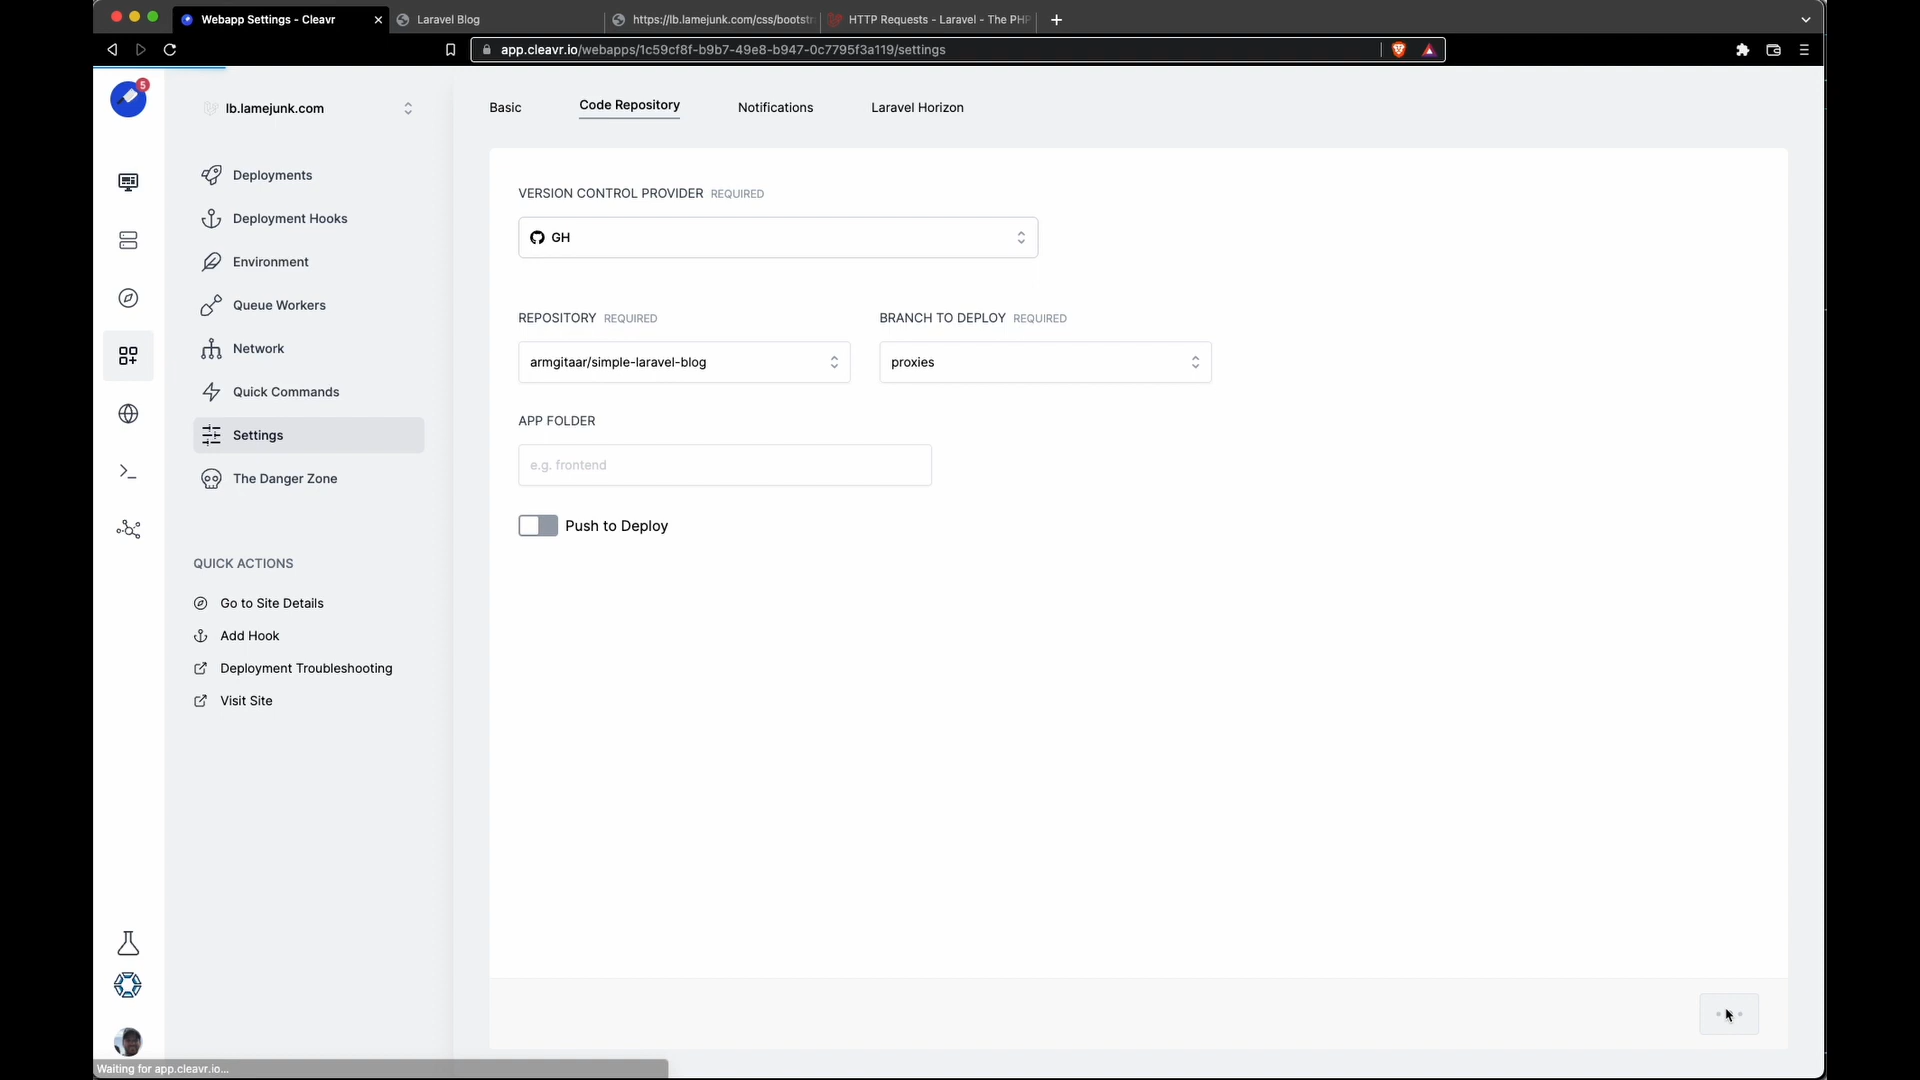 Webapp Settings - Cleavr
Laravel Blog
https://lb.lamejunk.com/css/bootstr
HTTP Requests - Laravel - The PHP
app.cleavr.io/webapps/1c59cf8f-b9b7-49e8-b947-0c7795f3a119/settings
5
lb.lamejunk.com
Basic
Code Repository
Notifications
Laravel Horizon
Deployments
Deployment Hooks
Environment
Queue Workers
Network
Quick Commands
Settings
The Danger Zone
QUICK ACTIONS
Go to Site Details
Add Hook
Deployment Troubleshooting
Visit Site
VERSION CONTROL PROVIDER REQUIRED
GH
REPOSITORY REQUIRED
BRANCH TO DEPLOY REQUIRED
armgitaar/simple-laravel-blog
proxies
APP FOLDER
e.g. frontend
Push to Deploy
Waiting for app.cleavr.io...